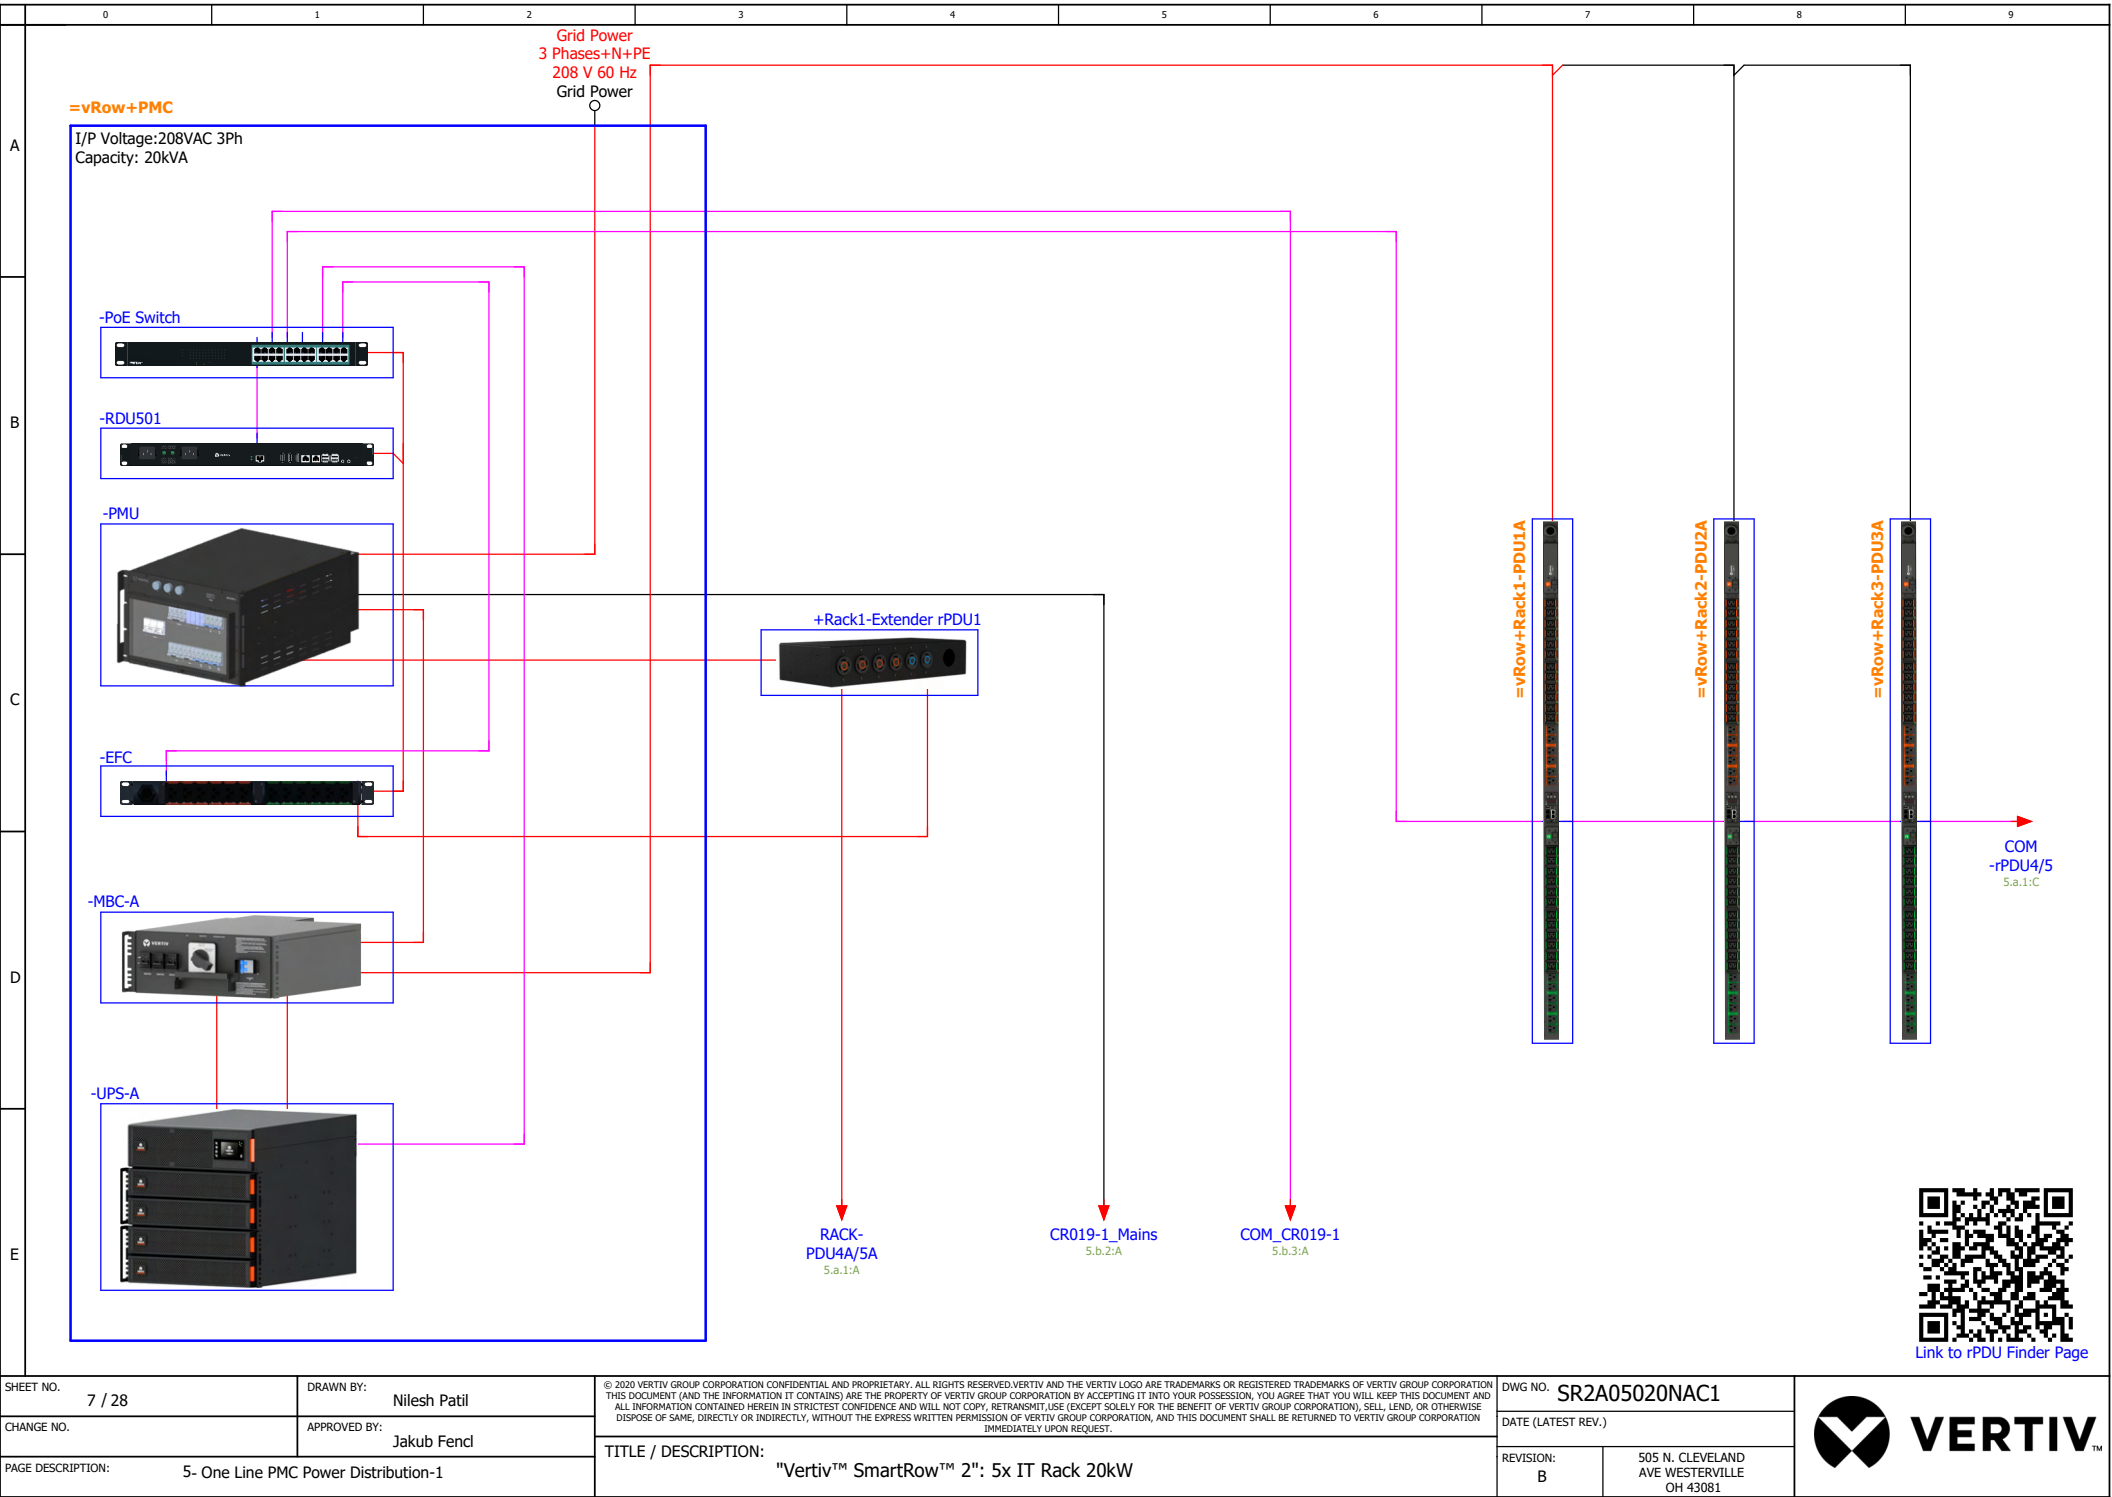 0 1 2 3 4 5 6 7 8 9
A
B
C
D
E
Grid Power
3 Phases+N+PE
208 V 60 Hz
Grid Power
=vRow+PMC
I/P Voltage:208VAC 3Ph
Capacity: 20kVA
-PoE Switch
-RDU501
-PMU
+Rack1-Extender rPDU1
-EFC
-MBC-A
VERTIV
-UPS-A
=vRow+Rack1-PDU1A
=vRow+Rack2-PDU2A
=vRow+Rack3-PDU3A
COM
-rPDU4/5
5.a.1:C
RACK-
PDU4A/5A
5.a.1:A
CR019-1_Mains
5.b.2:A
COM_CR019-1
5.b.3:A
Link to rPDU Finder Page
SHEET NO.
7 / 28
DRAWN BY:
Nilesh Patil
CHANGE NO.
APPROVED BY:
Jakub Fencl
PAGE DESCRIPTION:
5- One Line PMC Power Distribution-1
© 2020 VERTIV GROUP CORPORATION CONFIDENTIAL AND PROPRIETARY. ALL RIGHTS RESERVED.VERTIV AND THE VERTIV LOGO ARE TRADEMARKS OR REGISTERED TRADEMARKS OF VERTIV GROUP CORPORATION
THIS DOCUMENT (AND THE INFORMATION IT CONTAINS) ARE THE PROPERTY OF VERTIV GROUP CORPORATION BY ACCEPTING IT INTO YOUR POSSESSION, YOU AGREE THAT YOU WILL KEEP THIS DOCUMENT AND
ALL INFORMATION CONTAINED HEREIN IN STRICTEST CONFIDENCE AND WILL NOT COPY, RETRANSMIT,USE (EXCEPT SOLELY FOR THE BENEFIT OF VERTIV GROUP CORPORATION), SELL, LEND, OR OTHERWISE
DISPOSE OF SAME, DIRECTLY OR INDIRECTLY, WITHOUT THE EXPRESS WRITTEN PERMISSION OF VERTIV GROUP CORPORATION, AND THIS DOCUMENT SHALL BE RETURNED TO VERTIV GROUP CORPORATION
IMMEDIATELY UPON REQUEST.
TITLE / DESCRIPTION:
"Vertiv™ SmartRow™ 2": 5x IT Rack 20kW
DWG NO. SR2A05020NAC1
DATE (LATEST REV.)
REVISION:
B
505 N. CLEVELAND
AVE WESTERVILLE
OH 43081
VERTIV™